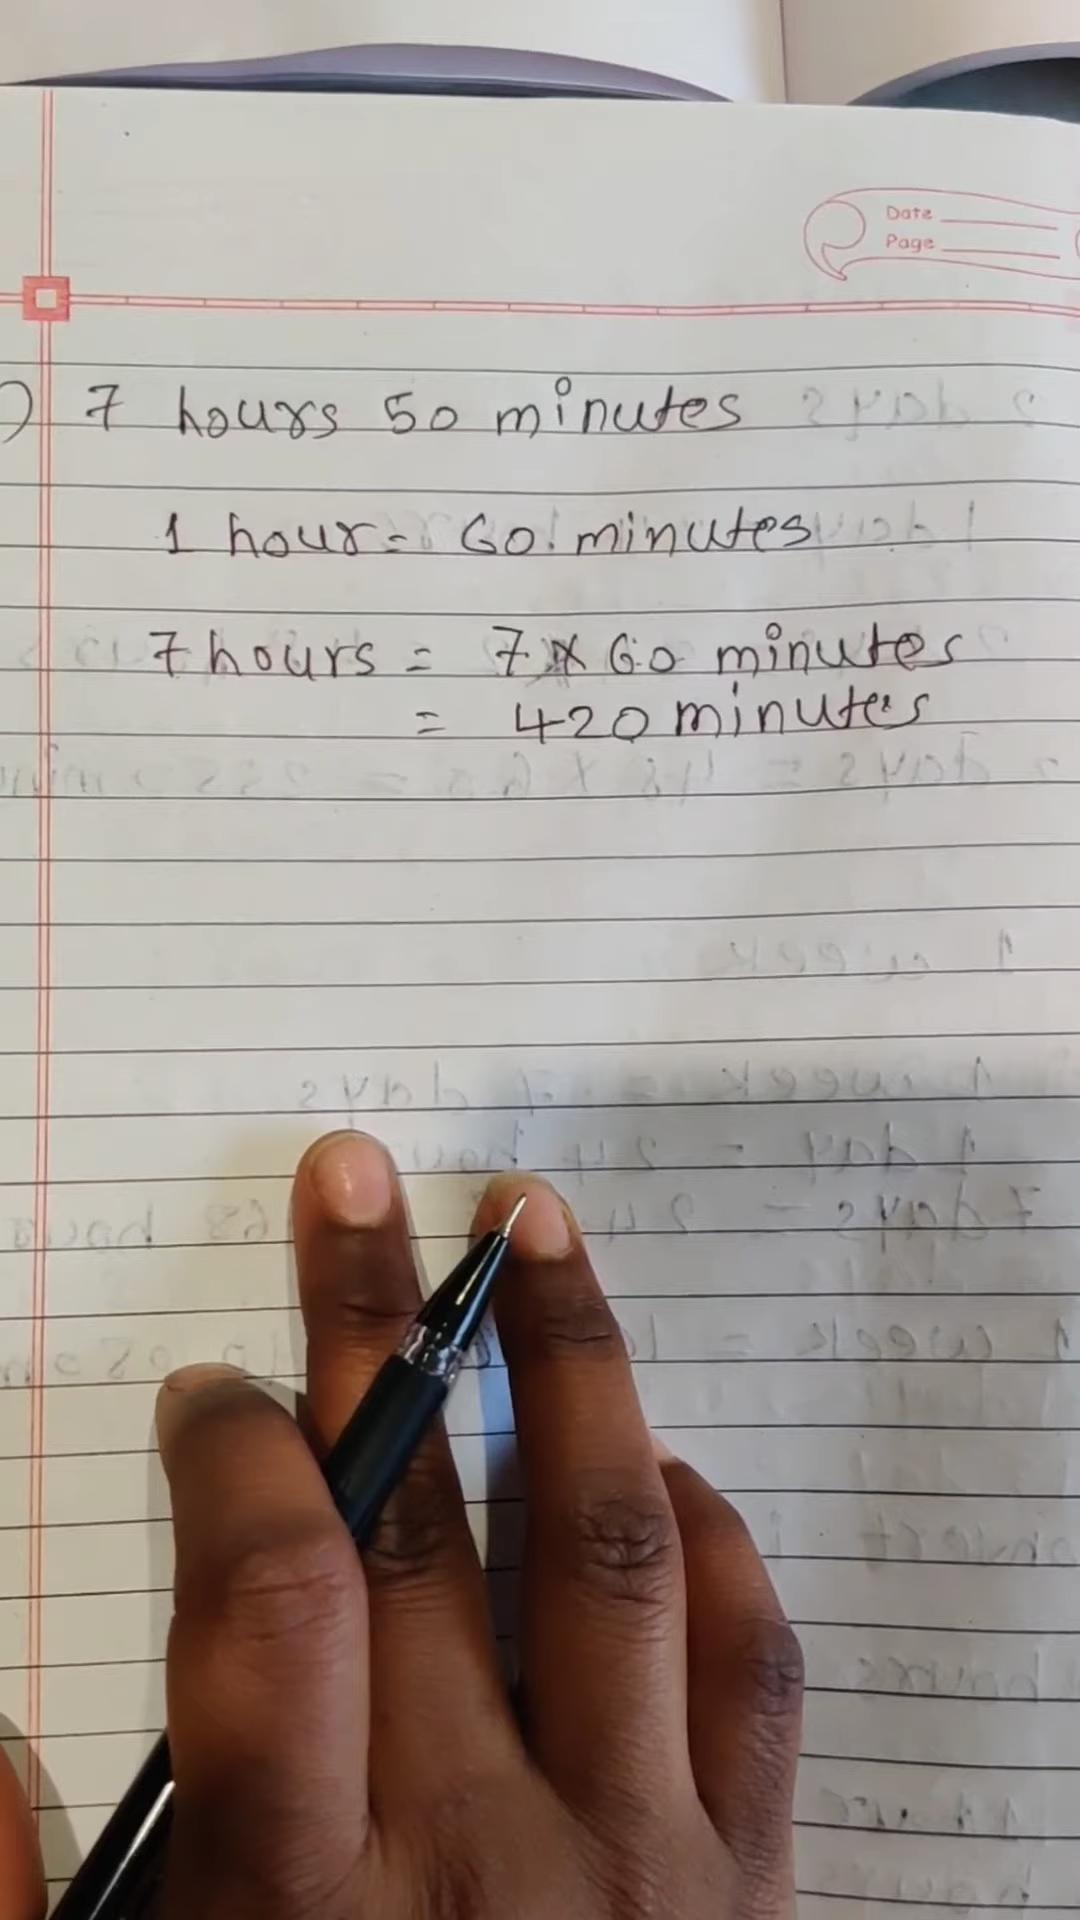 Date
Page
) 7 hours 50 minutes
1 hour = 60 minutes
7 hours = 7 x 60 minutes
= 420 minutes